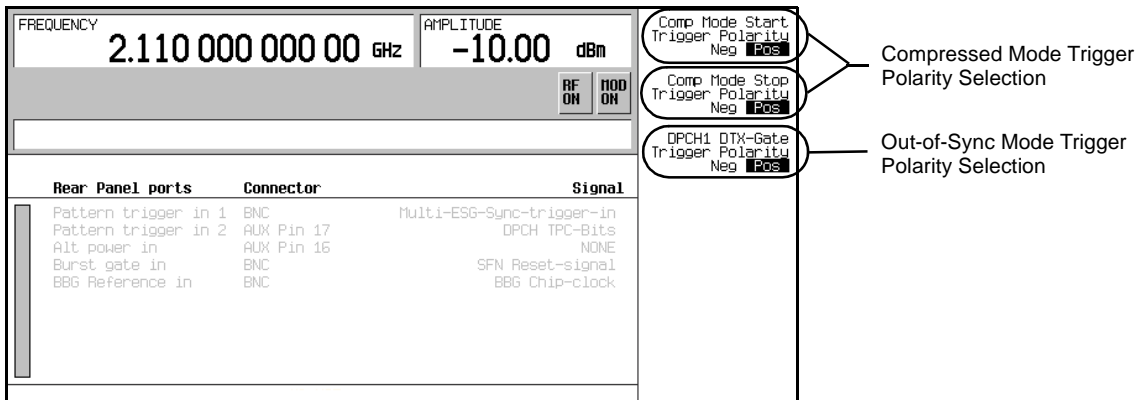 FREQUENCY
2.110 000 000 00 GHz
AMPLITUDE
-10.00 dBm
RF ON
MOD ON
Comp Mode Start
Trigger Polarity
Neg Pos
Comp Mode Stop
Trigger Polarity
Neg Pos
DPCH1 DTX-Gate
Trigger Polarity
Neg Pos
Compressed Mode Trigger
Polarity Selection
Out-of-Sync Mode Trigger
Polarity Selection
Rear Panel ports Connector Signal
Pattern trigger in 1 BNC Multi-ESG-Sync-trigger-in
Pattern trigger in 2 AUX Pin 17 DPCH TPC-Bits
Alt power in AUX Pin 16 NONE
Burst gate in BNC SFN Reset-signal
BBG Reference in BNC BBG Chip-clock